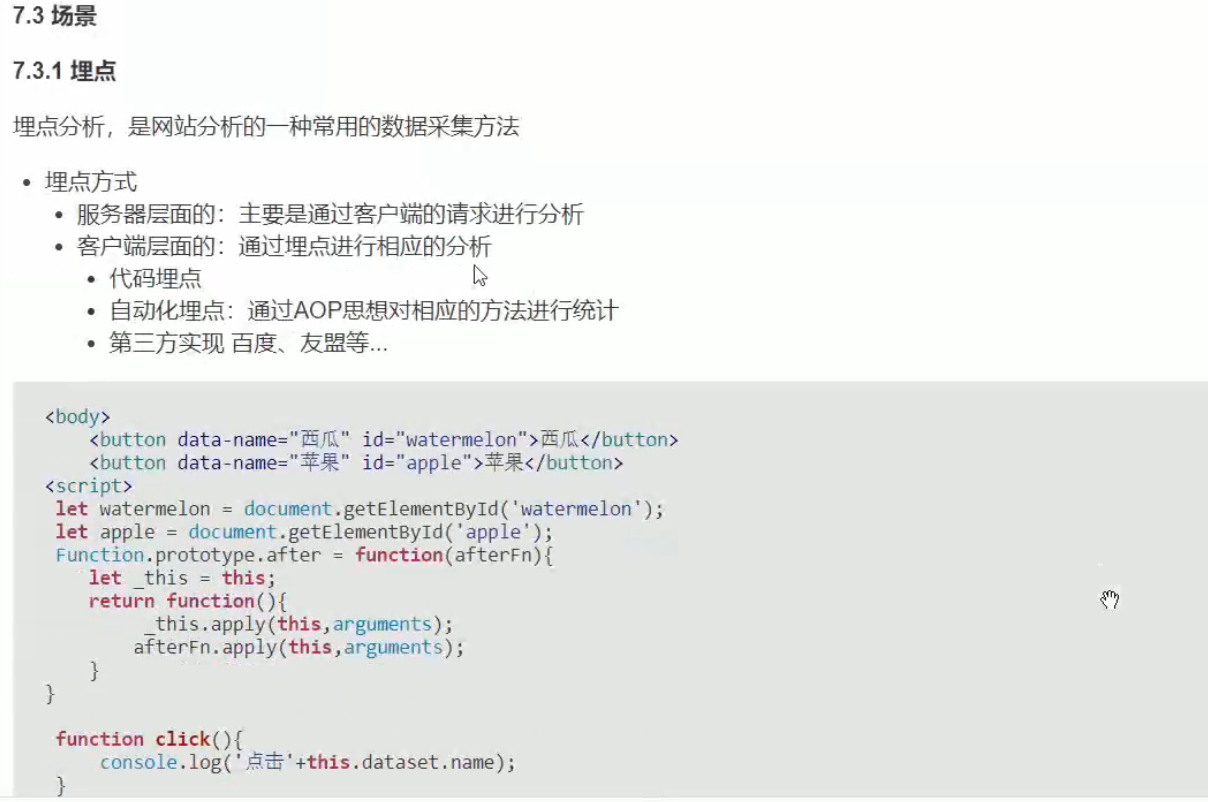 7.3 场景
7.3.1 埋点
埋点分析，是网站分析的一种常用的数据采集方法
• 埋点方式
• 服务器层面的：主要是通过客户端的请求进行分析
• 客户端层面的：通过埋点进行相应的分析
• 代码埋点
• 自动化埋点：通过AOP思想对相应的方法进行统计
• 第三方实现 百度、友盟等...
<body>
    <button data-name="西瓜" id="watermelon">西瓜</button>
    <button data-name="苹果" id="apple">苹果</button>
<script>
 let watermelon = document.getElementById('watermelon');
 let apple = document.getElementById('apple');
 Function.prototype.after = function(afterFn){
    let _this = this;
    return function(){
         _this.apply(this,arguments);
        afterFn.apply(this,arguments);
    }
}
 function click(){
     console.log('点击'+this.dataset.name);
 }